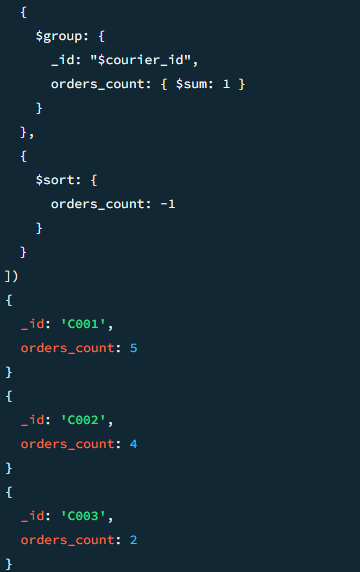 {
$group: {
_id: "$courier_id",
orders_count: { $sum: 1 }
}
},
{
$sort: {
orders_count: -1
}
}
])
{
_id: 'C001',
orders_count: 5
}
{
_id: 'C002',
orders_count: 4
}
{
_id: 'C003',
orders_count: 2
}